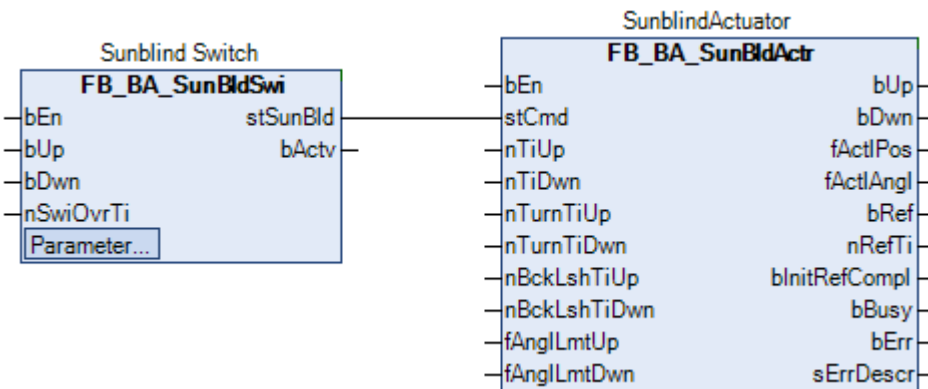 Sunblind Switch
FB_BA_SunBldSwi
bEn stSunBld
bUp bActv
bDwn
nSwiOvrTi
Parameter...
SunblindActuator
FB_BA_SunBldActr
bEn bUp
stCmd bDwn
nTiUp fActlPos
nTiDwn fActlAngl
nTurnTiUp bRef
nTurnTiDwn nRefTi
nBckLshTiUp bInitRefCompl
nBckLshTiDwn bBusy
fAnglLmtUp bErr
fAnglLmtDwn sErrDescr